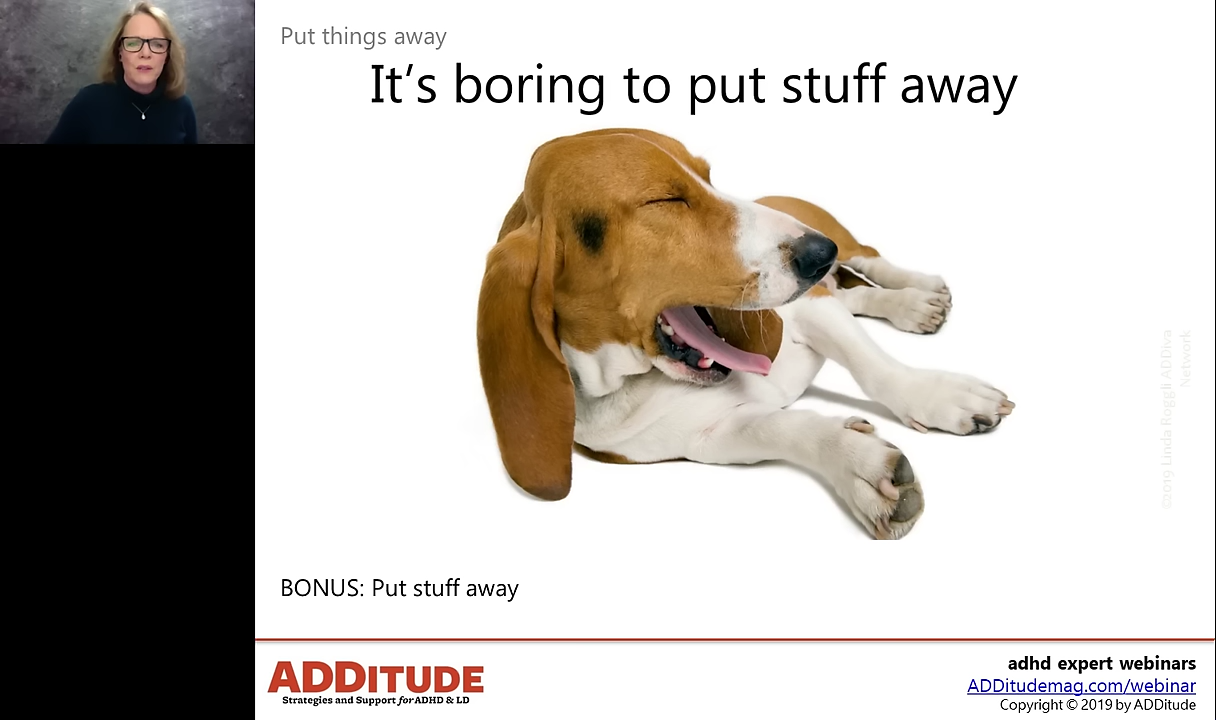 Put things away
It’s boring to put stuff away
©2019 Linda Roggli ADDiva
Network
BONUS: Put stuff away
ADDITUDE
Strategies and Support for ADHD & LD
adhd expert webinars
ADDitudemag.com/webinar
Copyright © 2019 by ADDitude